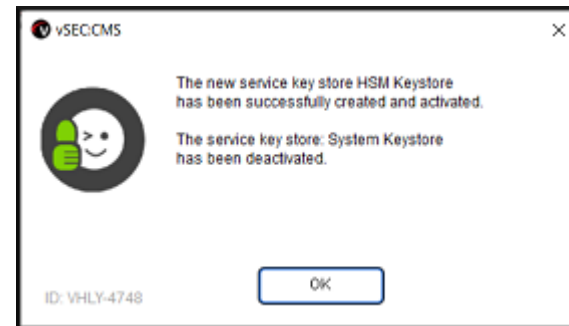 vSEC:CMS
The new service key store HSM Keystore
has been successfully created and activated.
The service key store: System Keystore
has been deactivated.
OK
ID: VHLY-4748